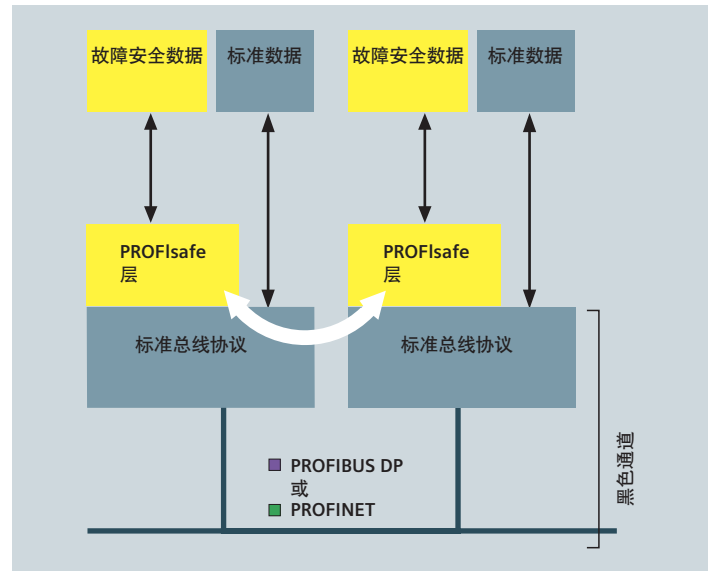 故障安全数据
标准数据
故障安全数据
标准数据
PROFIsafe
层
PROFIsafe
层
标准总线协议
标准总线协议
PROFIBUS DP
或
PROFINET
黑色通道